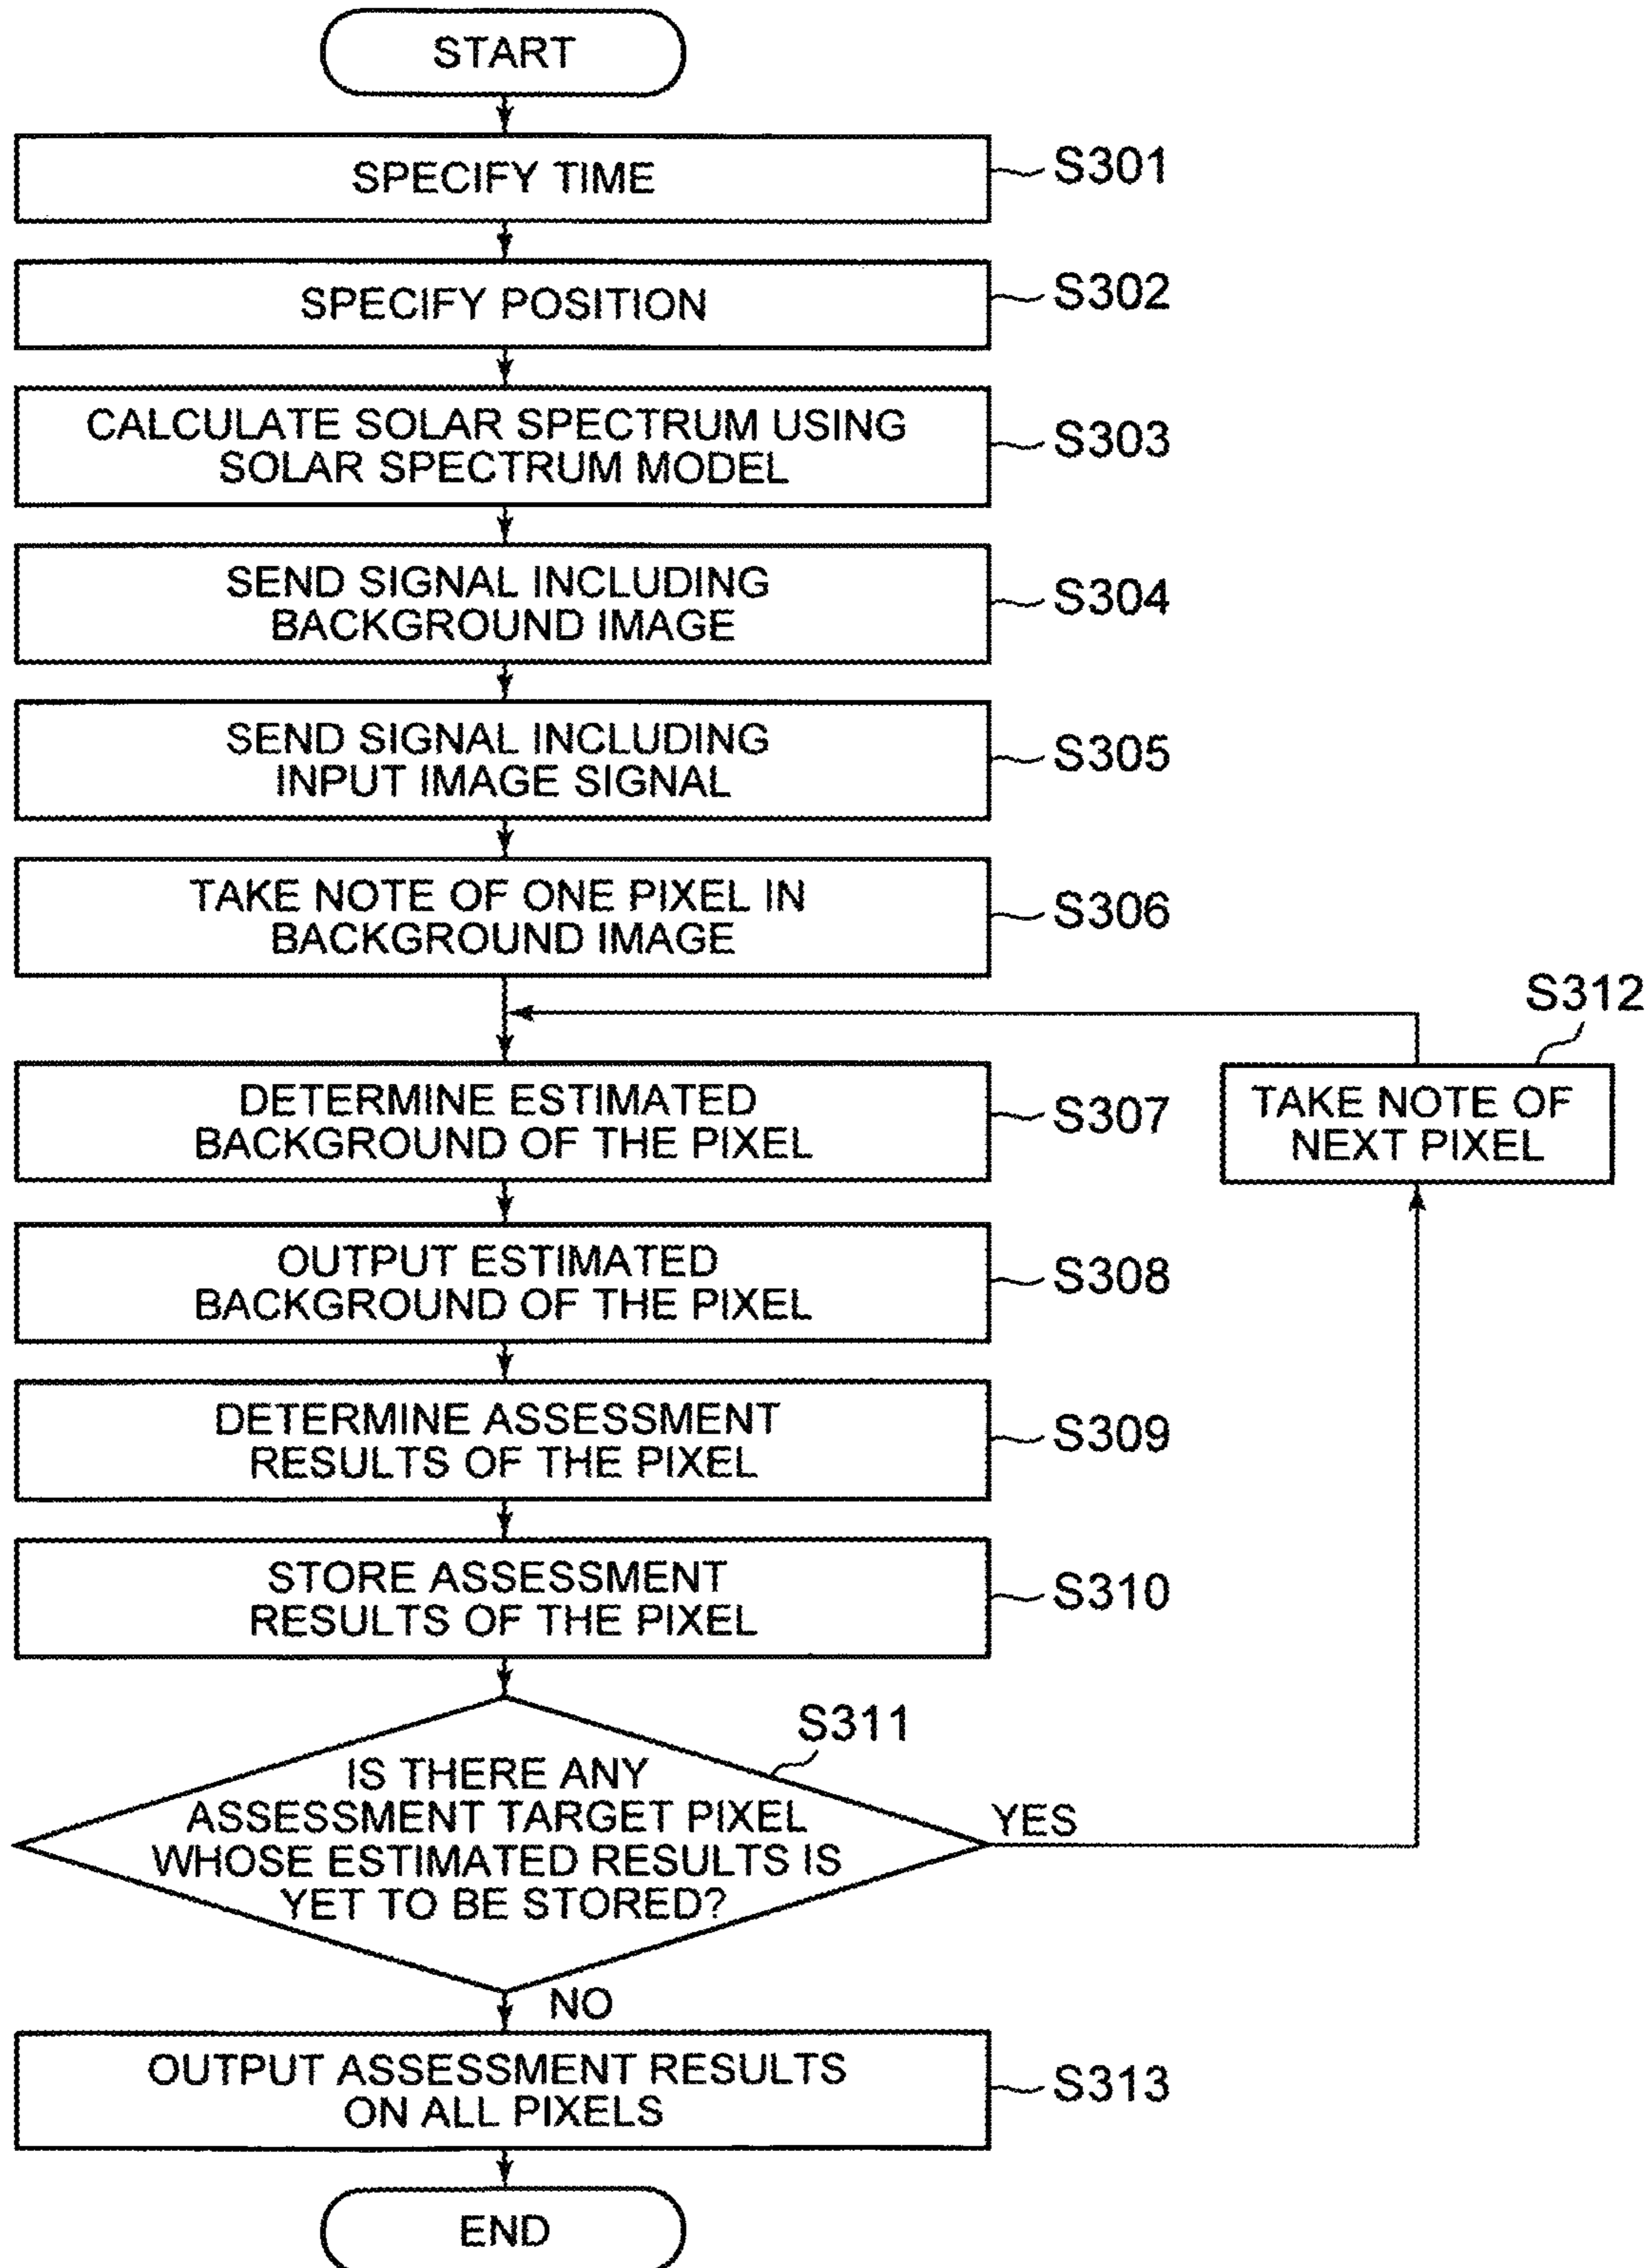 START
SPECIFY TIME
S301
SPECIFY POSITION
S302
CALCULATE SOLAR SPECTRUM USING
SOLAR SPECTRUM MODEL
S303
SEND SIGNAL INCLUDING
BACKGROUND IMAGE
S304
SEND SIGNAL INCLUDING
INPUT IMAGE SIGNAL
S305
TAKE NOTE OF ONE PIXEL IN
BACKGROUND IMAGE
S306
S312
TAKE NOTE OF
NEXT PIXEL
DETERMINE ESTIMATED
BACKGROUND OF THE PIXEL
S307
OUTPUT ESTIMATED
BACKGROUND OF THE PIXEL
S308
DETERMINE ASSESSMENT
RESULTS OF THE PIXEL
S309
STORE ASSESSMENT
RESULTS OF THE PIXEL
S310
S311
IS THERE ANY
ASSESSMENT TARGET PIXEL
WHOSE ESTIMATED RESULTS IS
YET TO BE STORED?
YES
NO
OUTPUT ASSESSMENT RESULTS
ON ALL PIXELS
S313
END